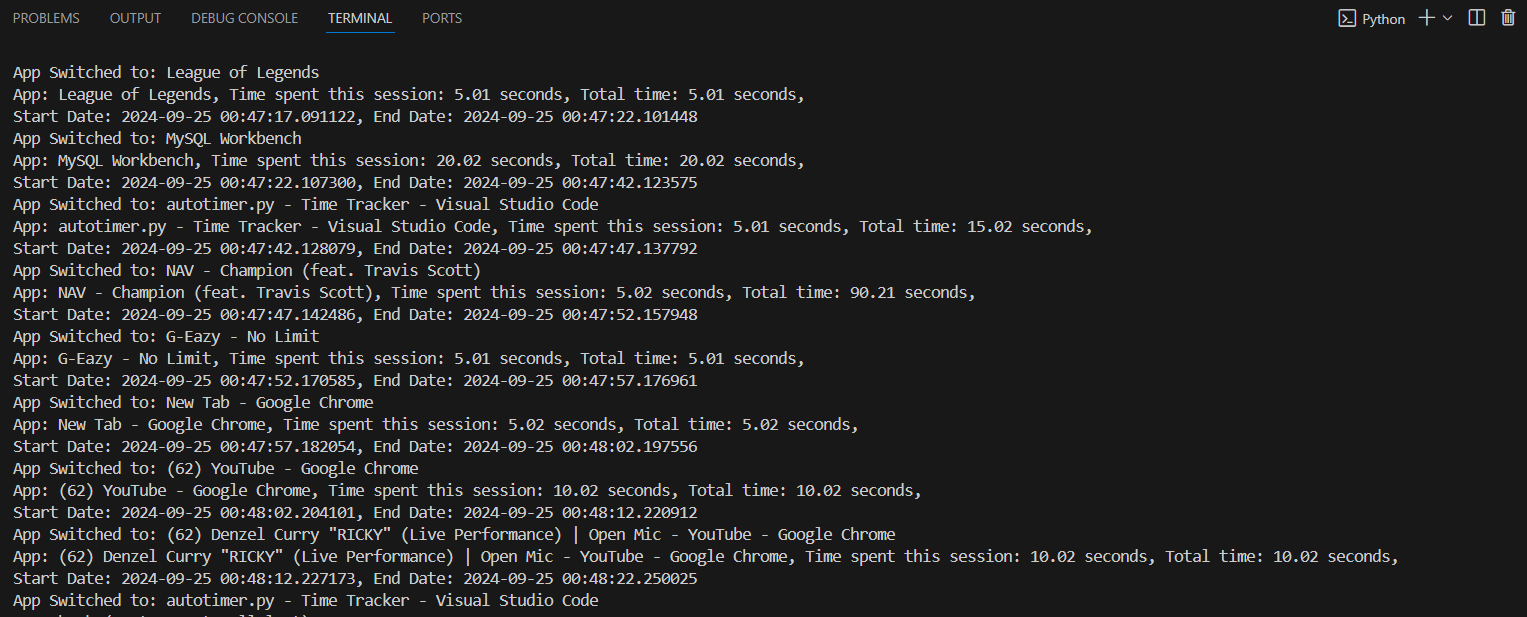 PROBLEMS OUTPUT DEBUG CONSOLE TERMINAL PORTS Python
App Switched to: League of Legends
App: League of Legends, Time spent this session: 5.01 seconds, Total time: 5.01 seconds,
Start Date: 2024-09-25 00:47:17.091122, End Date: 2024-09-25 00:47:22.101448
App Switched to: MySQL Workbench
App: MySQL Workbench, Time spent this session: 20.02 seconds, Total time: 20.02 seconds,
Start Date: 2024-09-25 00:47:22.107300, End Date: 2024-09-25 00:47:42.123575
App Switched to: autotimer.py - Time Tracker - Visual Studio Code
App: autotimer.py - Time Tracker - Visual Studio Code, Time spent this session: 5.01 seconds, Total time: 15.02 seconds,
Start Date: 2024-09-25 00:47:42.128079, End Date: 2024-09-25 00:47:47.137792
App Switched to: NAV - Champion (feat. Travis Scott)
App: NAV - Champion (feat. Travis Scott), Time spent this session: 5.02 seconds, Total time: 90.21 seconds,
Start Date: 2024-09-25 00:47:47.142486, End Date: 2024-09-25 00:47:52.157948
App Switched to: G-Eazy - No Limit
App: G-Eazy - No Limit, Time spent this session: 5.01 seconds, Total time: 5.01 seconds,
Start Date: 2024-09-25 00:47:52.170585, End Date: 2024-09-25 00:47:57.176961
App Switched to: New Tab - Google Chrome
App: New Tab - Google Chrome, Time spent this session: 5.02 seconds, Total time: 5.02 seconds,
Start Date: 2024-09-25 00:47:57.182054, End Date: 2024-09-25 00:48:02.197556
App Switched to: (62) YouTube - Google Chrome
App: (62) YouTube - Google Chrome, Time spent this session: 10.02 seconds, Total time: 10.02 seconds,
Start Date: 2024-09-25 00:48:02.204101, End Date: 2024-09-25 00:48:12.220912
App Switched to: (62) Denzel Curry "RICKY" (Live Performance) | Open Mic - YouTube - Google Chrome
App: (62) Denzel Curry "RICKY" (Live Performance) | Open Mic - YouTube - Google Chrome, Time spent this session: 10.02 seconds, Total time: 10.02 seconds,
Start Date: 2024-09-25 00:48:12.227173, End Date: 2024-09-25 00:48:22.250025
App Switched to: autotimer.py - Time Tracker - Visual Studio Code